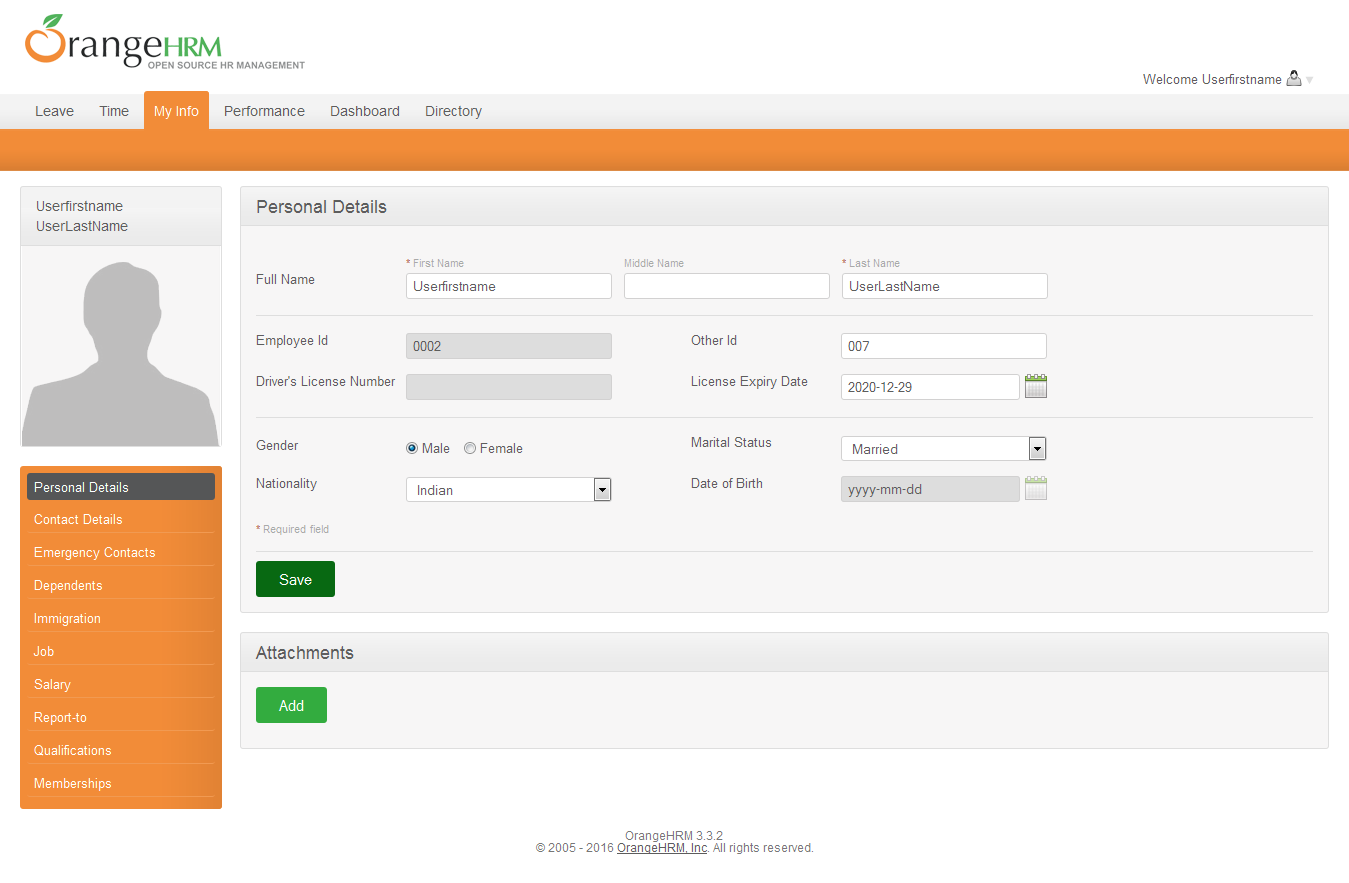 OrangeHRM
OPEN SOURCE HR MANAGEMENT
Welcome Userfirstname
Leave Time My Info Performance Dashboard Directory
Userfirstname
UserLastName
Personal Details
Contact Details
Emergency Contacts
Dependents
Immigration
Job
Salary
Report-to
Qualifications
Memberships
Personal Details
* First Name Middle Name * Last Name
Full Name Userfirstname UserLastName
Employee Id 0002 Other Id 007
Driver's License Number License Expiry Date 2020-12-29
Gender Male Female Marital Status Married
Nationality Indian Date of Birth yyyy-mm-dd
* Required field
Save
Attachments
Add
OrangeHRM 3.3.2
© 2005 - 2016 OrangeHRM, Inc. All rights reserved.